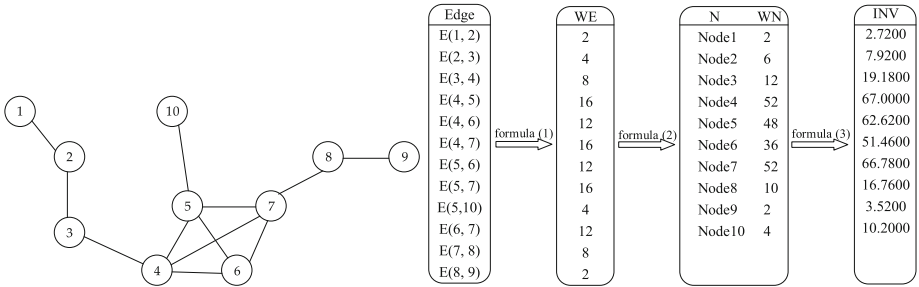 1
2
3
10
5
7
4
6
8
9
Edge
E(1, 2)
E(2, 3)
E(3, 4)
E(4, 5)
E(4, 6)
E(4, 7)
E(5, 6)
E(5, 7)
E(5,10)
E(6, 7)
E(7, 8)
E(8, 9)
formula (1)
WE
2
4
8
16
12
16
12
16
4
12
8
2
formula (2)
N WN
Node1 2
Node2 6
Node3 12
Node4 52
Node5 48
Node6 36
Node7 52
Node8 10
Node9 2
Node10 4
formula (3)
INV
2.7200
7.9200
19.1800
67.0000
62.6200
51.4600
66.7800
16.7600
3.5200
10.2000